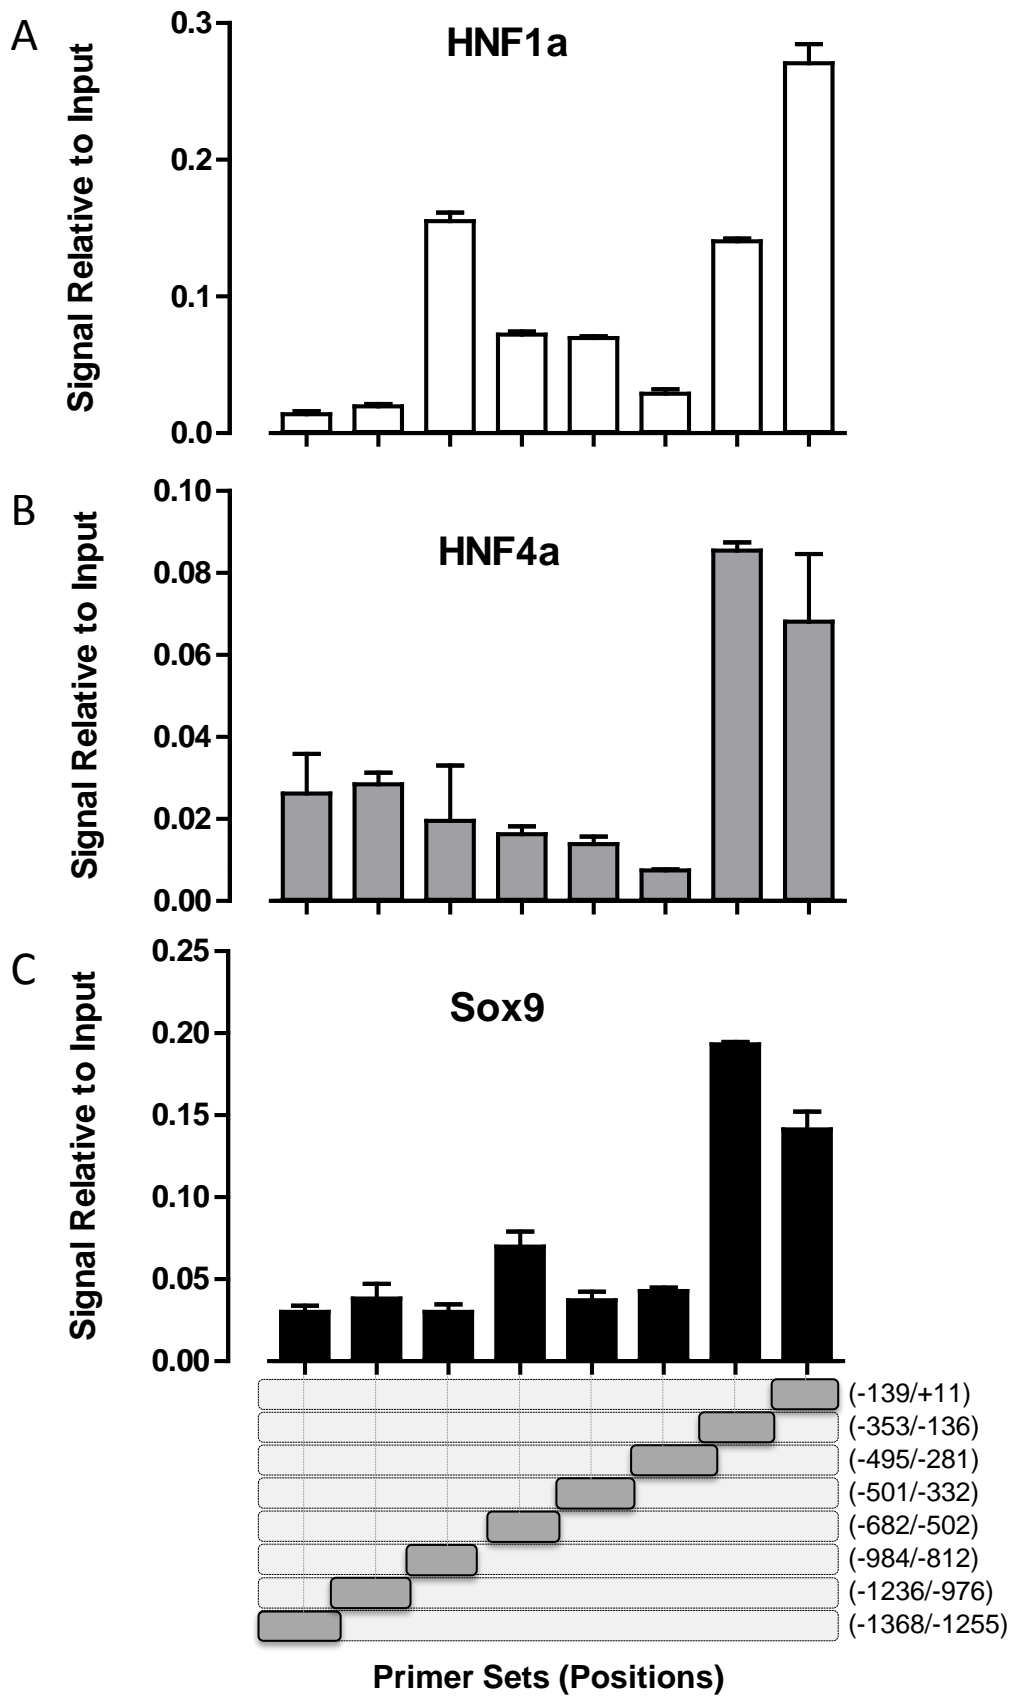 A
HNF1a
Signal Relative to Input
0.3
0.2
0.1
0.0
B
HNF4a
Signal Relative to Input
0.10
0.08
0.06
0.04
0.02
0.00
C
Sox9
Signal Relative to Input
0.25
0.20
0.15
0.10
0.05
0.00
(-139/+11)
(-353/-136)
(-495/-281)
(-501/-332)
(-682/-502)
(-984/-812)
(-1236/-976)
(-1368/-1255)
Primer Sets (Positions)